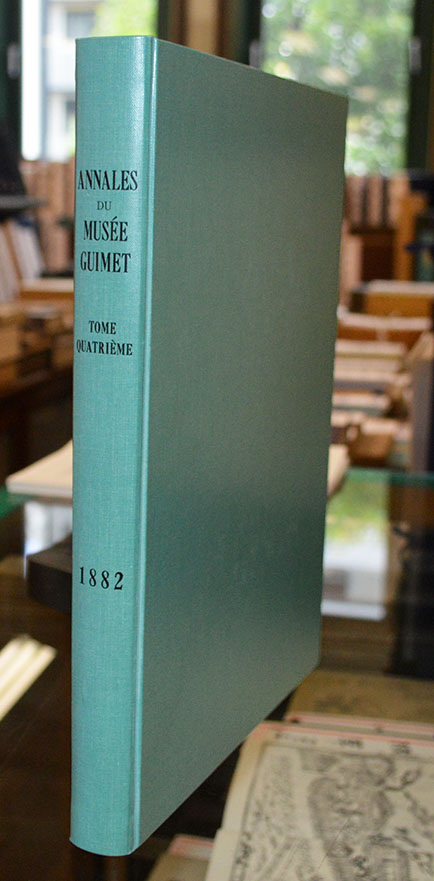 ANNALES
DU
MUSÉE
GUIMET
TOME
QUATRIÈME
1882